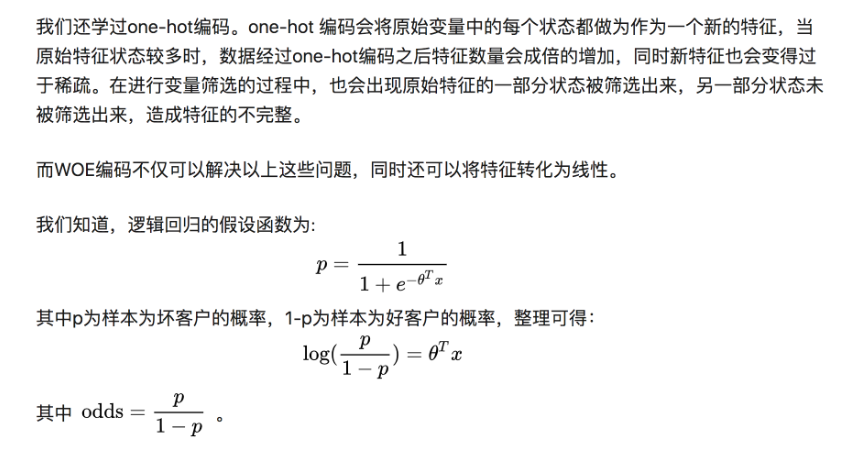 我们还学过one-hot编码。one-hot 编码会将原始变量中的每个状态都做为作为一个新的特征，当
原始特征状态较多时，数据经过one-hot编码之后特征数量会成倍的增加，同时新特征也会变得过
于稀疏。在进行变量筛选的过程中，也会出现原始特征的一部分状态被筛选出来，另一部分状态未
被筛选出来，造成特征的不完整。
而WOE编码不仅可以解决以上这些问题，同时还可以将特征转化为线性。
我们知道，逻辑回归的假设函数为:
p = \frac{1}{1 + e^{-θ^T x}}
其中p为样本为坏客户的概率，1-p为样本为好客户的概率，整理可得：
log(\frac{p}{1 − p}) = θ^T x
其中 odds = \frac{p}{1 − p} 。